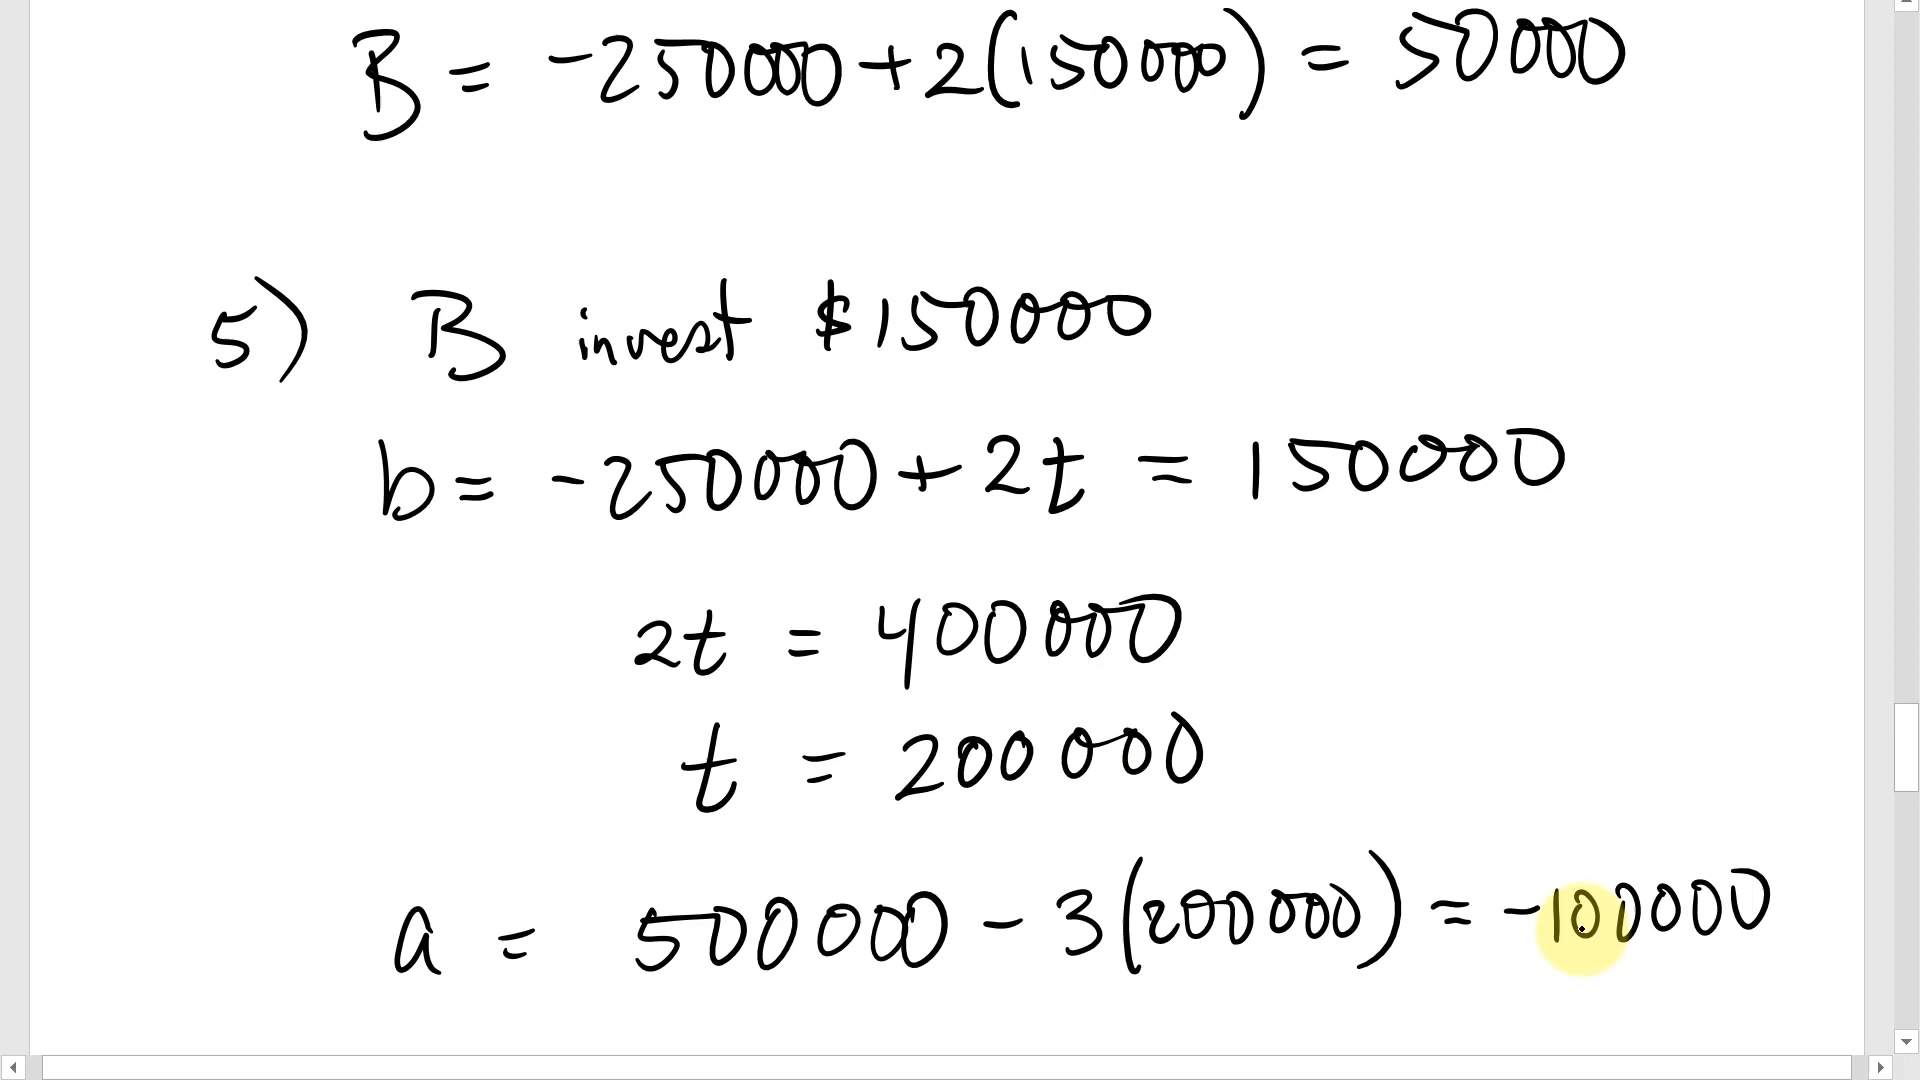 B = -250000 + 2(150000) = 50000
5) B invest $150000
b = -250000 + 2t = 150000
2t = 400000
t = 200000
a = 500000 - 3(200000) = -100000